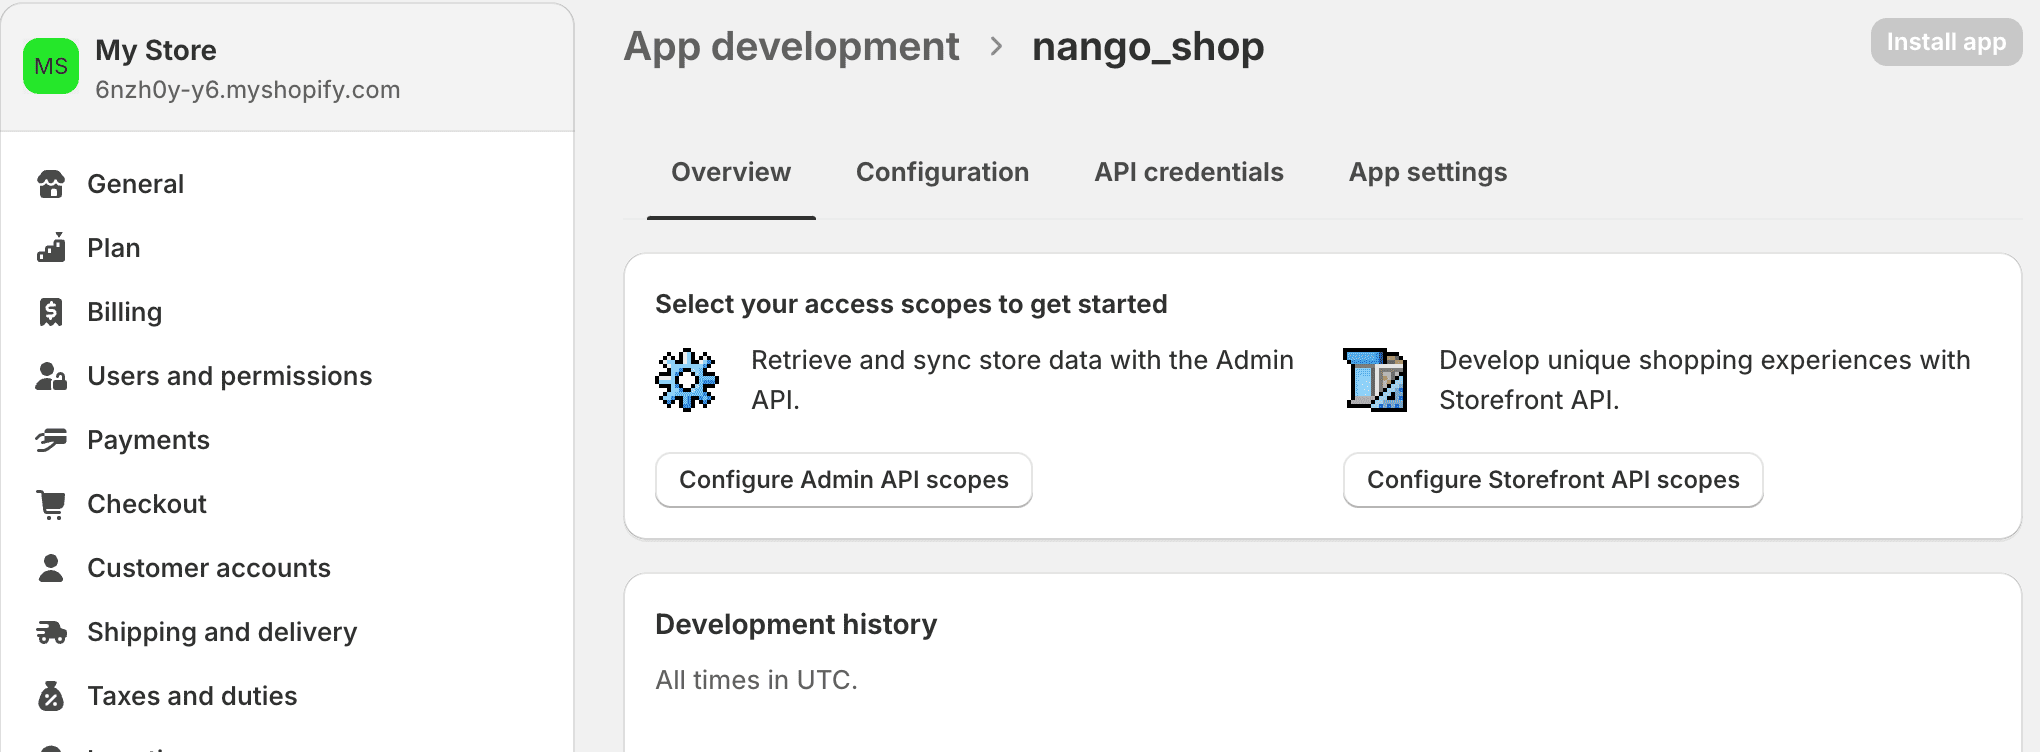 MS
My Store
6nzh0y-y6.myshopify.com
General
Plan
Billing
Users and permissions
Payments
Checkout
Customer accounts
Shipping and delivery
Taxes and duties
App development > nango_shop
Install app
Overview
Configuration
API credentials
App settings
Select your access scopes to get started
Retrieve and sync store data with the Admin
API.
Configure Admin API scopes
Develop unique shopping experiences with
Storefront API.
Configure Storefront API scopes
Development history
All times in UTC.